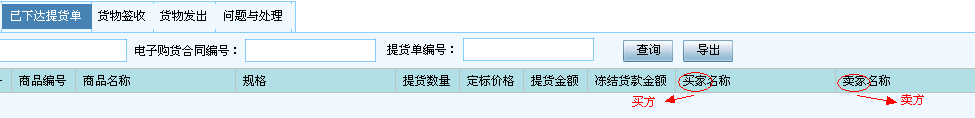 已下达提货单 货物签收 货物发出 问题与处理
电子购货合同编号： 提货单编号： 查询 导出
商品编号 商品名称 规格 提货数量 定标价格 提货金额 冻结货款金额 买家名称 卖家名称
买方 卖方